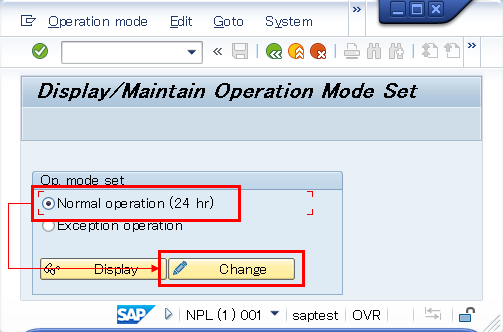 Operation mode Edit Goto System »
«
»
Display/Maintain Operation Mode Set
Op. mode set
Normal operation (24 hr)
Exception operation
Display Change
SAP NPL (1) 001 saptest OVR